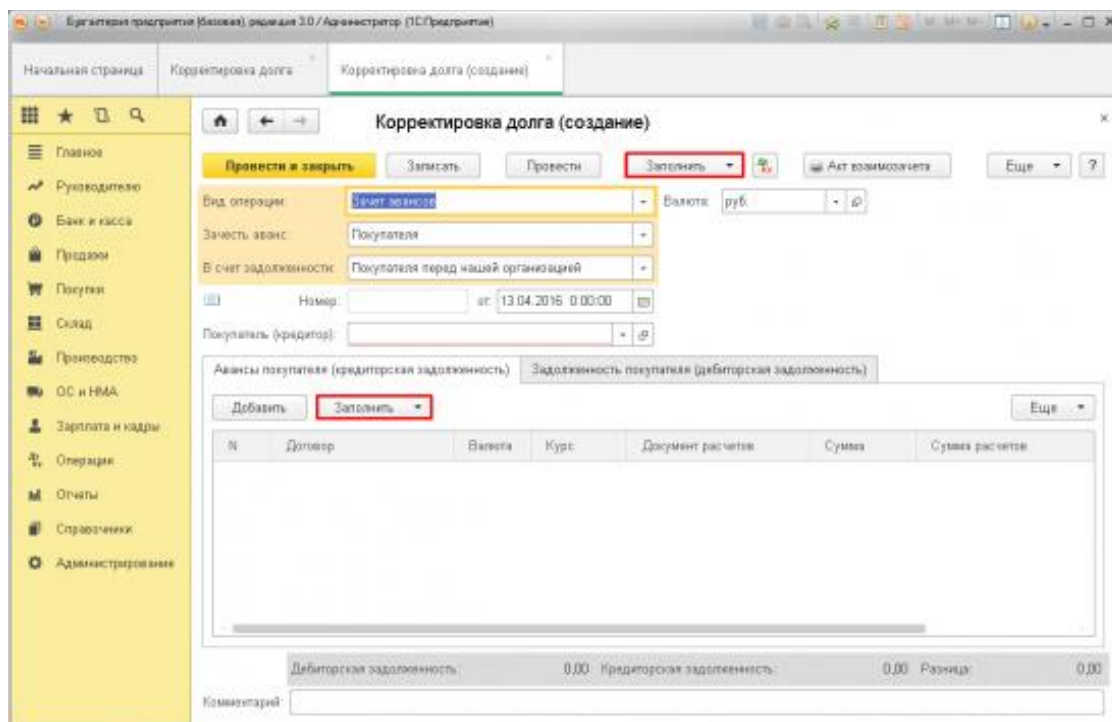 Бухгалтерия предприятия (базовая), редакция 3.0 / Администратор (1С:Предприятие)
M M+ M-
Начальная страница Корректировка долга Корректировка долга (создание)
Корректировка долга (создание)
Главное
Руководителю
Банк и касса
Продажи
Покупки
Склад
Производство
ОС и НМА
Зарплата и кадры
Операции
Отчеты
Справочники
Администрирование
Провести и закрыть Записать Провести Заполнить Акт взаимозачета Еще ?
Вид операции: Зачет авансов Валюта: руб.
Зачесть аванс: Покупателя
В счет задолженности: Покупателя перед нашей организацией
Номер: от: 13.04.2016 0:00:00
Покупатель (кредитор):
Авансы покупателя (кредиторская задолженность) Задолженность покупателя (дебиторская задолженность)
Добавить Заполнить Еще
N Договор Валюта Курс Документ расчетов Сумма Сумма расчетов
Дебиторская задолженность: 0,00 Кредиторская задолженность: 0,00 Разница: 0,00
Комментарий: